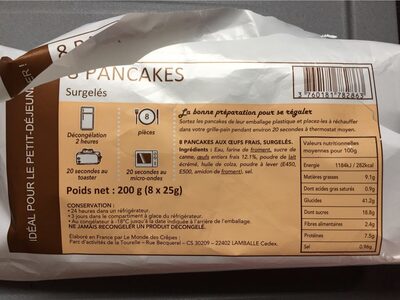 IDÉAL POUR LE PETIT-DÉJEUNER !
8 PANCAKES
Surgelés
3760181782863
Décongélation
2 heures
8
pièces
20 secondes au
toaster
20 secondes au
micro-ondes
Poids net : 200 g (8 x 25g)
La bonne préparation pour se régaler
Sortez les pancakes de leur emballage plastique et placez-les à réchauffer
dans votre grille-pain pendant environ 20 secondes à thermostat moyen.
8 PANCAKES AUX ŒUFS FRAIS, SURGELÉS.
Ingrédients : Eau, farine de froment, sucre de
canne, œufs entiers frais 12.1%, poudre de lait
écrémé, huile de colza, poudre à lever (E450,
E500, amidon de froment), sel.
Valeurs nutritionnelles
moyennes pour 100g
Energie 1184kJ / 282kcal
Matières grasses 9.1g
Dont acides gras saturés 0.9g
Glucides 41.2g
Dont sucres 18.8g
Fibres alimentaires 2.4g
Protéines 7.5g
Sel 0.96g
CONSERVATION :
• 24 heures dans un réfrigérateur.
• 3 jours dans le compartiment à glace du réfrigérateur.
• Au congélateur à -18°C jusqu'à la date indiquée à l'arrière de l'emballage.
NE JAMAIS RECONGELER UN PRODUIT DÉCONGELÉ.
Elaboré en France par Le Monde des Crêpes :
Parc d'activités de la Tourelle - Rue Becquerel - CS 30209 - 22402 LAMBALLE Cedex.